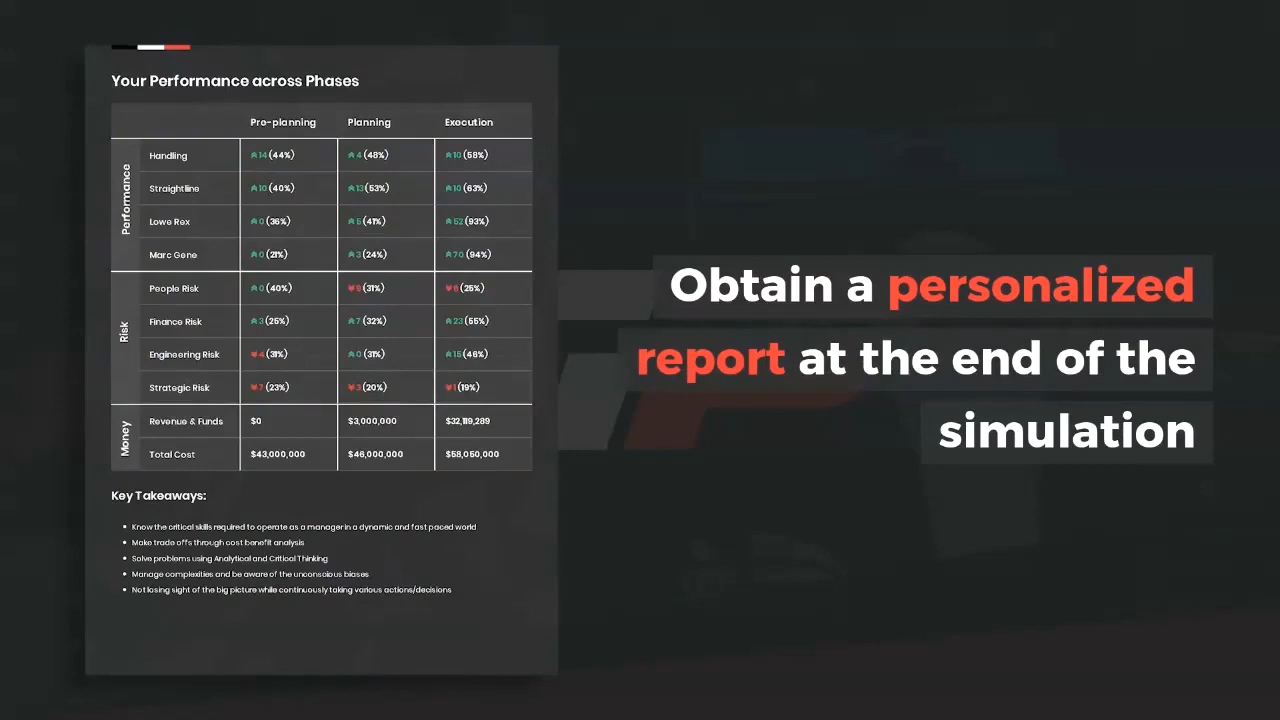 Your Performance across Phases
Pre-planning Planning Execution
Performance
Handling 14 (44%) 4 (48%) 10 (58%)
Straightline 10 (40%) 13 (53%) 10 (63%)
Lowe Rex 0 (36%) 5 (41%) 52 (93%)
Marc Gene 0 (21%) 3 (24%) 70 (94%)
Risk
People Risk 0 (40%) 9 (31%) 6 (25%)
Finance Risk 3 (25%) 7 (32%) 23 (55%)
Engineering Risk 4 (31%) 0 (31%) 15 (46%)
Strategic Risk 7 (23%) 3 (20%) 1 (19%)
Money
Revenue & Funds $0 $3,000,000 $32,119,289
Total Cost $43,000,000 $46,000,000 $58,050,000
Key Takeaways:
• Know the critical skills required to operate as a manager in a dynamic and fast paced world
• Make trade offs through cost benefit analysis
• Solve problems using Analytical and Critical Thinking
• Manage complexities and be aware of the unconscious biases
• Not losing sight of the big picture while continuously taking various actions/decisions
Obtain a personalized
report at the end of the
simulation